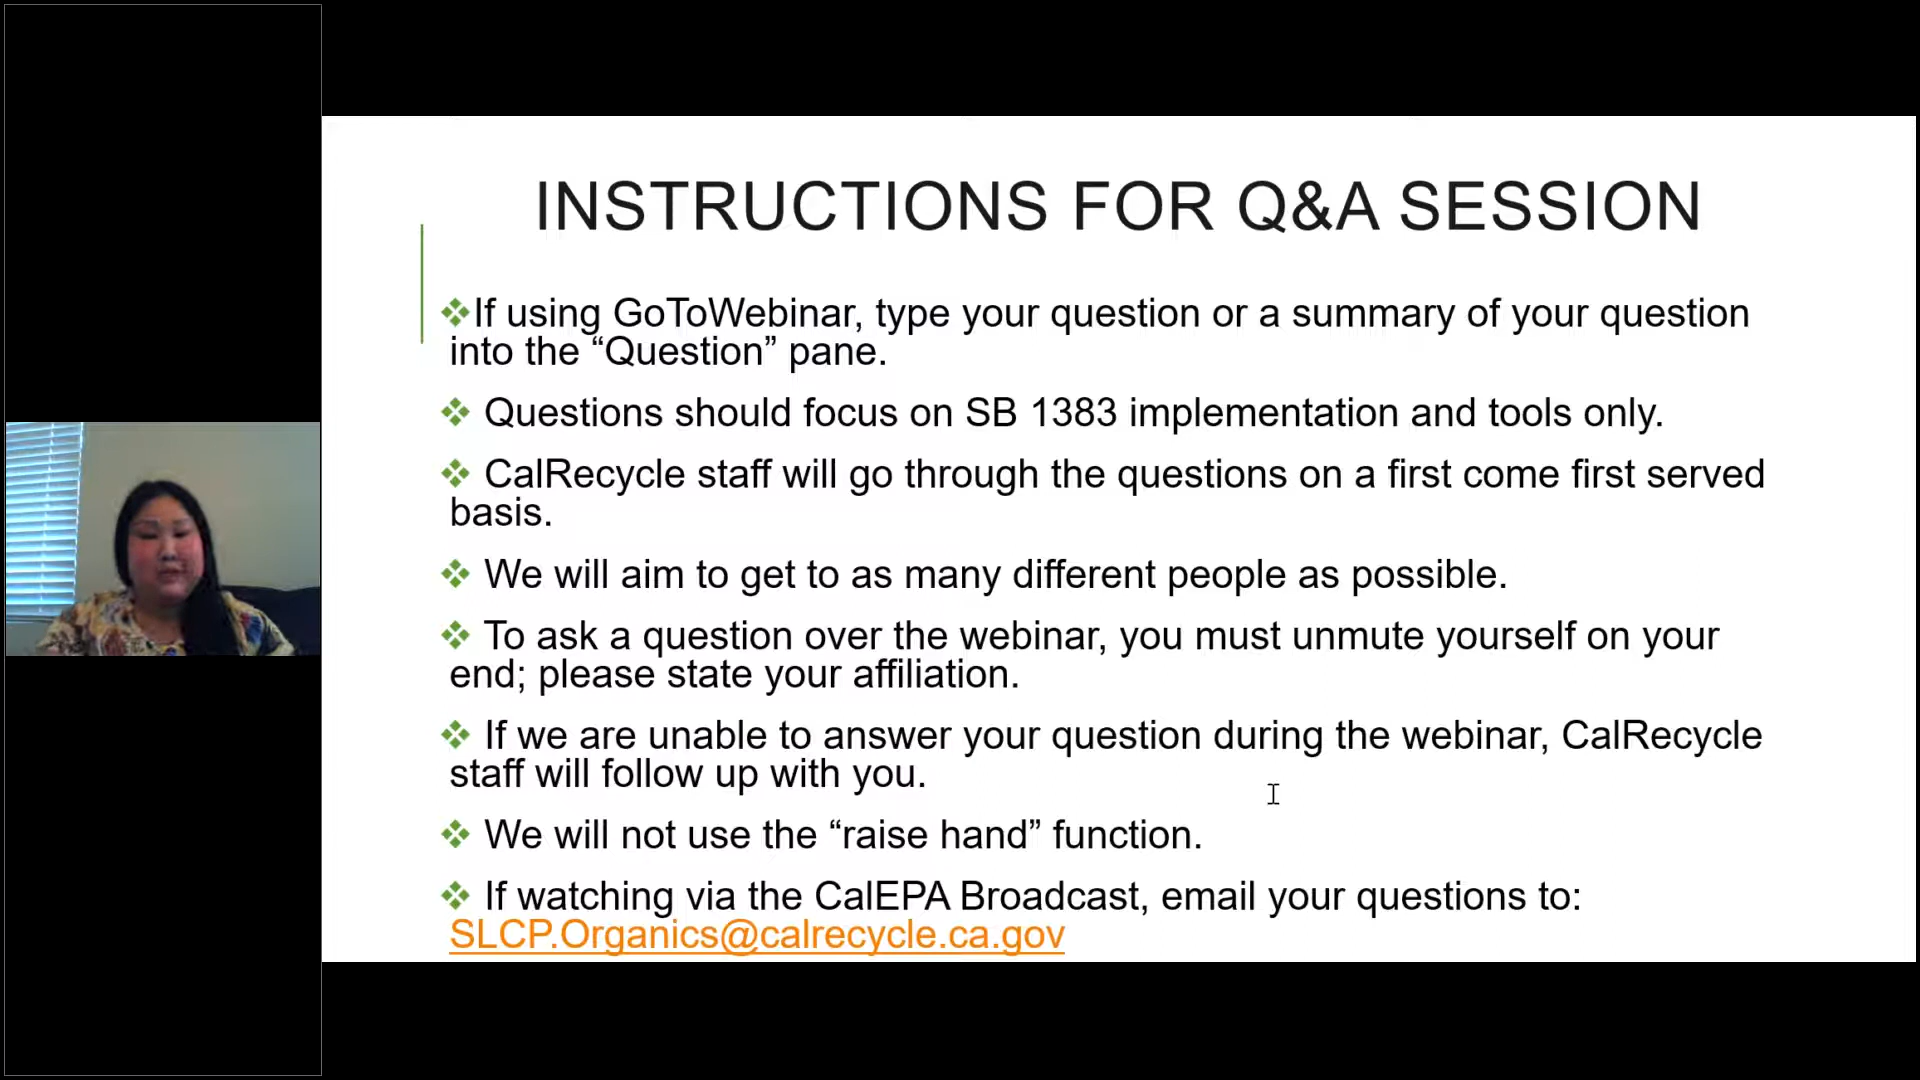 INSTRUCTIONS FOR Q&A SESSION
If using GoToWebinar, type your question or a summary of your question
into the “Question” pane.
Questions should focus on SB 1383 implementation and tools only.
CalRecycle staff will go through the questions on a first come first served
basis.
We will aim to get to as many different people as possible.
To ask a question over the webinar, you must unmute yourself on your
end; please state your affiliation.
If we are unable to answer your question during the webinar, CalRecycle
staff will follow up with you.
We will not use the “raise hand” function.
If watching via the CalEPA Broadcast, email your questions to:
SLCP.Organics@calrecycle.ca.gov